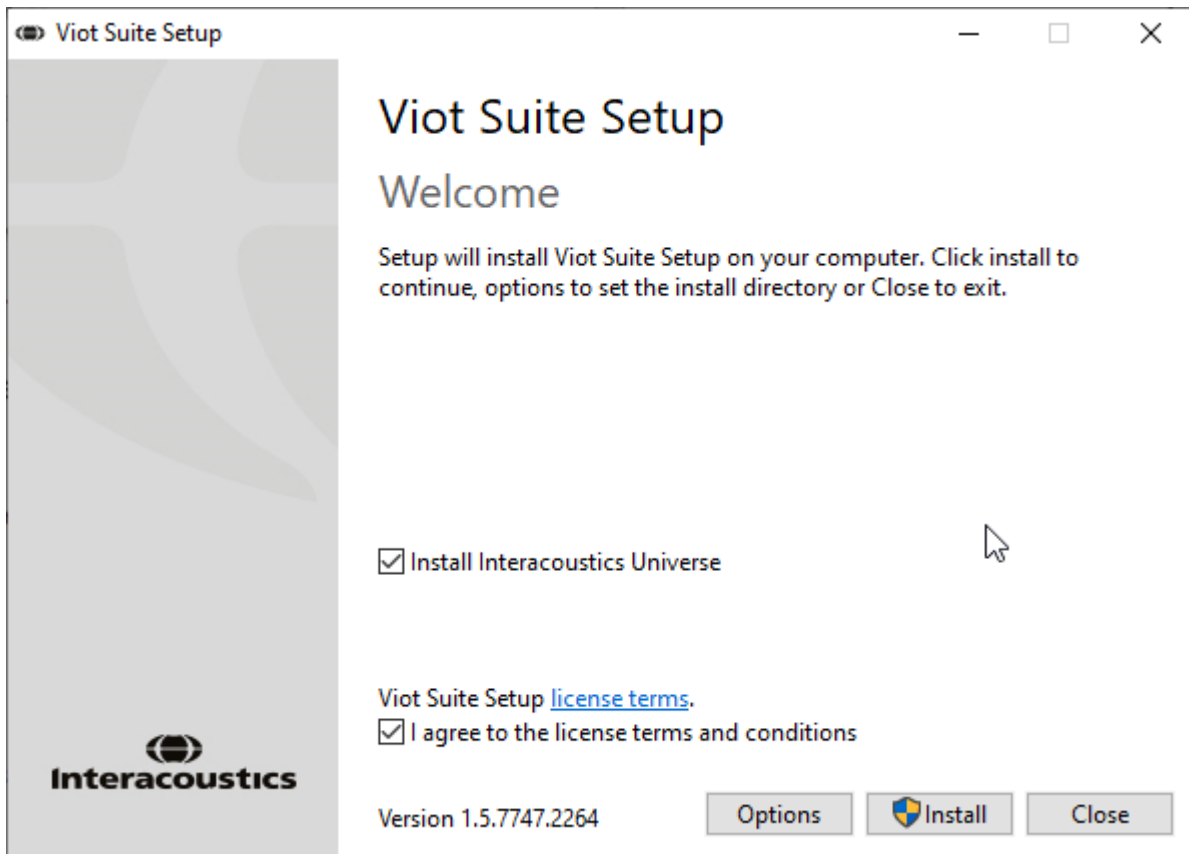 Viot Suite Setup
Viot Suite Setup
Welcome
Setup will install Viot Suite Setup on your computer. Click install to
continue, options to set the install directory or Close to exit.
Install Interacoustics Universe
Viot Suite Setup license terms.
I agree to the license terms and conditions
Interacoustics
Version 1.5.7747.2264
Options
Install
Close